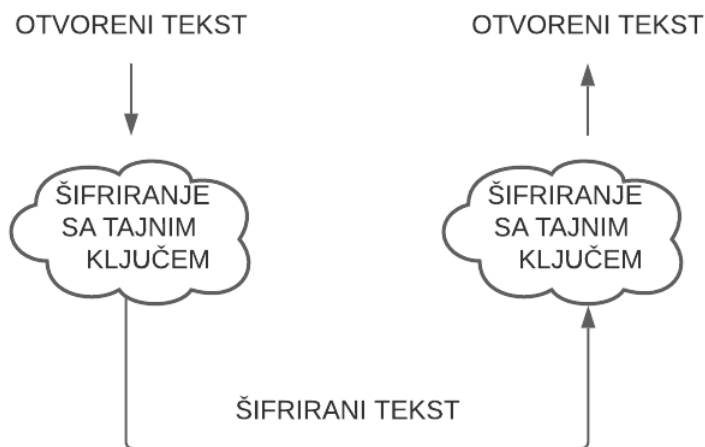 OTVORENI TEKST
OTVORENI TEKST
ŠIFRIRANJE
SA TAJNIM
KLJUČEM
ŠIFRIRANJE
SA TAJNIM
KLJUČEM
ŠIFRIRANI TEKST